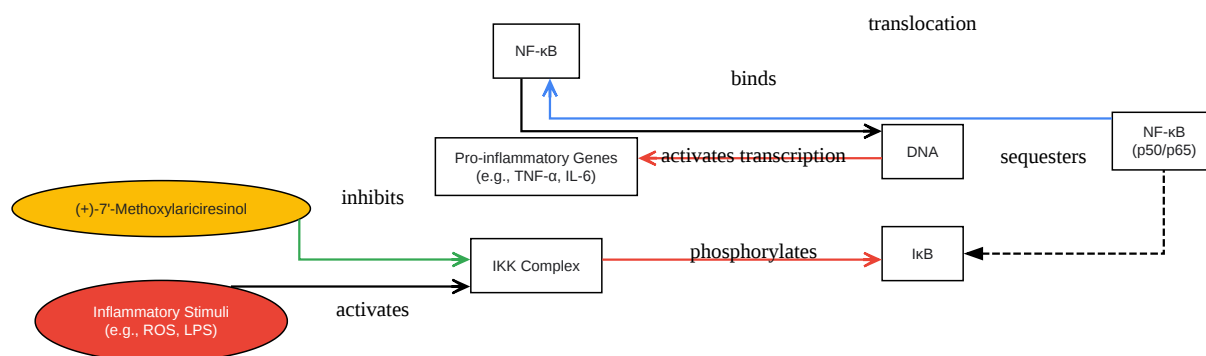 translocation
NF-κB
binds
NF-κB
(p50/p65)
DNA
activates transcription
sequesters
Pro-inflammatory Genes
(e.g., TNF-α, IL-6)
inhibits
(+)-7'-Methoxylariciresinol
phosphorylates
IκB
IKK Complex
activates
Inflammatory Stimuli
(e.g., ROS, LPS)